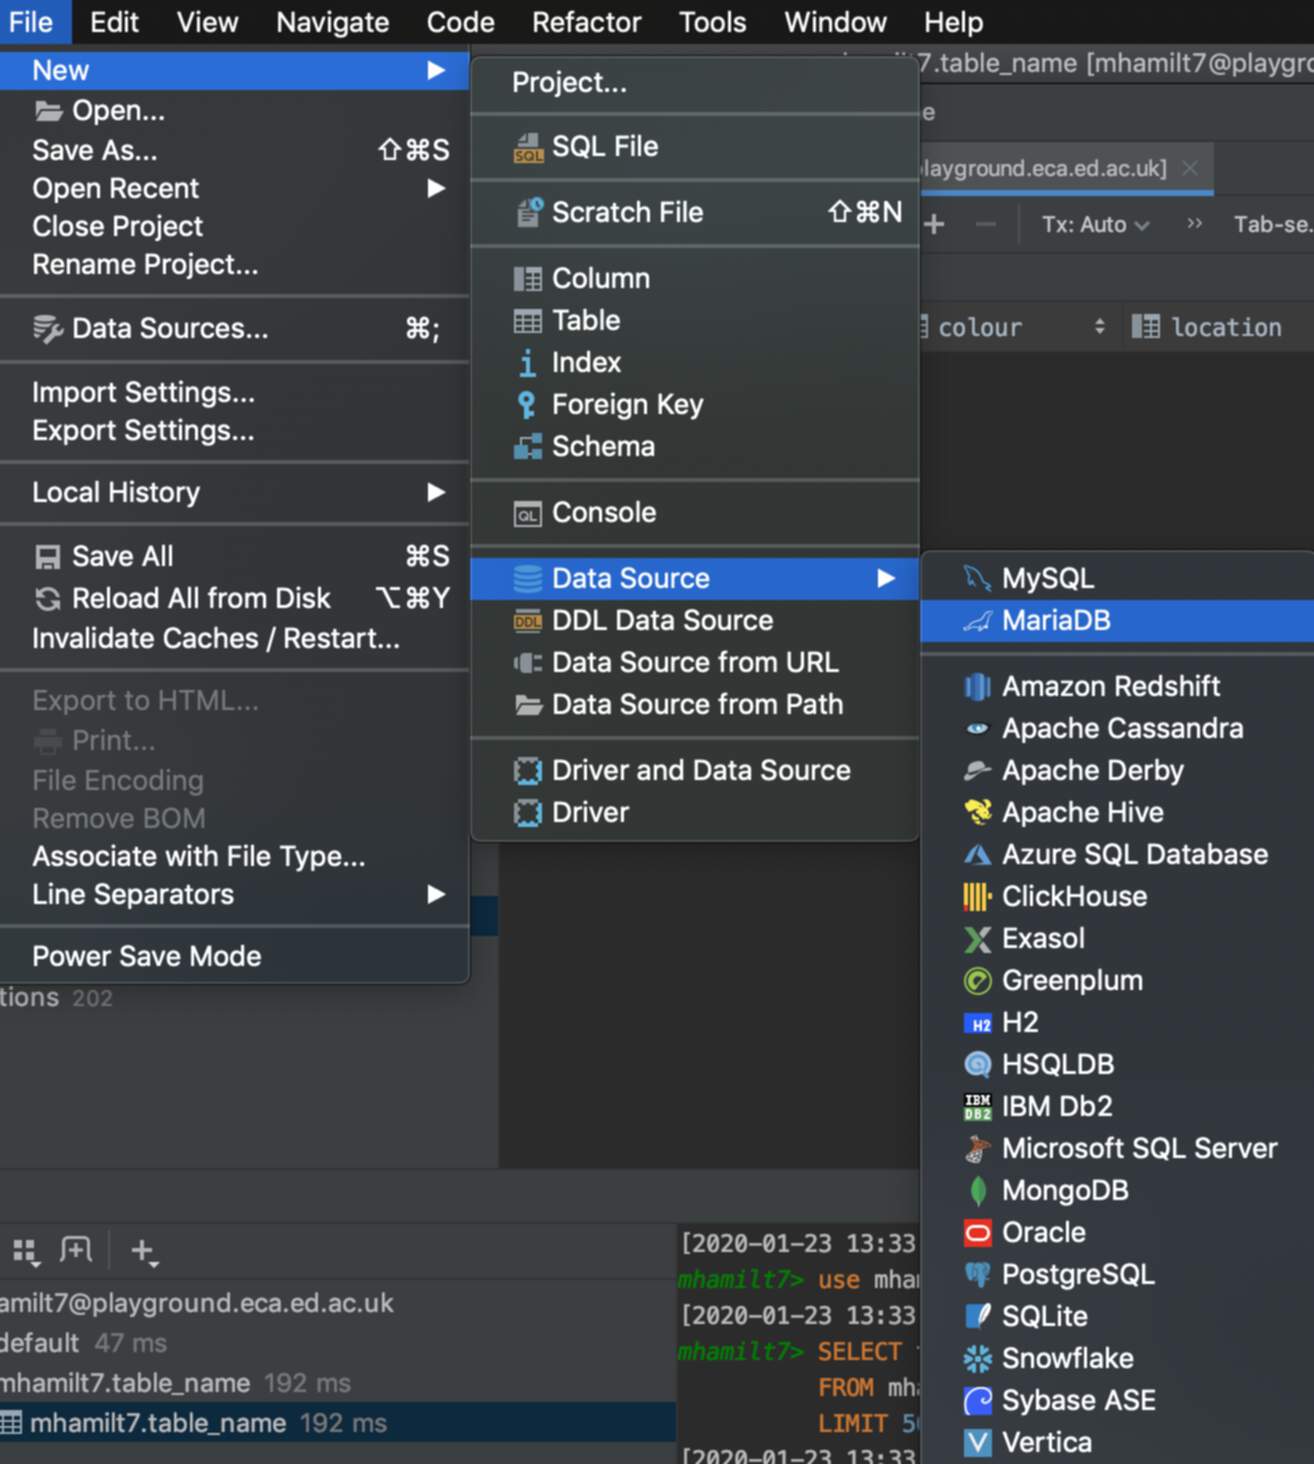 File Edit View Navigate Code Refactor Tools Window Help
7.table_name [mhamilt7@playgro
New
Open...
Save As... ⇧⌘S
Open Recent
Close Project
Rename Project...
Data Sources... ⌘;
Import Settings...
Export Settings...
Local History
Save All ⌘S
Reload All from Disk ⌥⌘Y
Invalidate Caches / Restart...
Export to HTML...
Print...
File Encoding
Remove BOM
Associate with File Type...
Line Separators
Power Save Mode
tions 202
Project...
SQL File
Scratch File ⇧⌘N
Column
Table
Index
Foreign Key
Schema
Console
Data Source
DDL Data Source
Data Source from URL
Data Source from Path
Driver and Data Source
Driver
e
layground.eca.ed.ac.uk]
Tx: Auto >> Tab-se.
colour location
MySQL
MariaDB
Amazon Redshift
Apache Cassandra
Apache Derby
Apache Hive
Azure SQL Database
ClickHouse
Exasol
Greenplum
H2
HSQLDB
IBM Db2
Microsoft SQL Server
MongoDB
Oracle
PostgreSQL
SQLite
Snowflake
Sybase ASE
Vertica
amilt7@playground.eca.ed.ac.uk
default 47 ms
mhamilt7.table_name 192 ms
mhamilt7.table_name 192 ms
[2020-01-23 13:33
mhamilt7> use mham
[2020-01-23 13:33
mhamilt7> SELECT
FROM mha
LIMIT 50
[2020-01-23 13:33